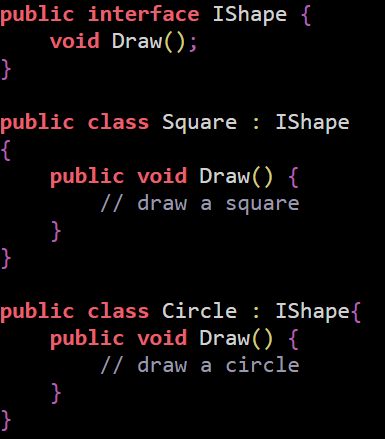 public interface IShape {
    void Draw();
}

public class Square : IShape
{
    public void Draw() {
        // draw a square
    }
}

public class Circle : IShape{
    public void Draw() {
        // draw a circle
    }
}